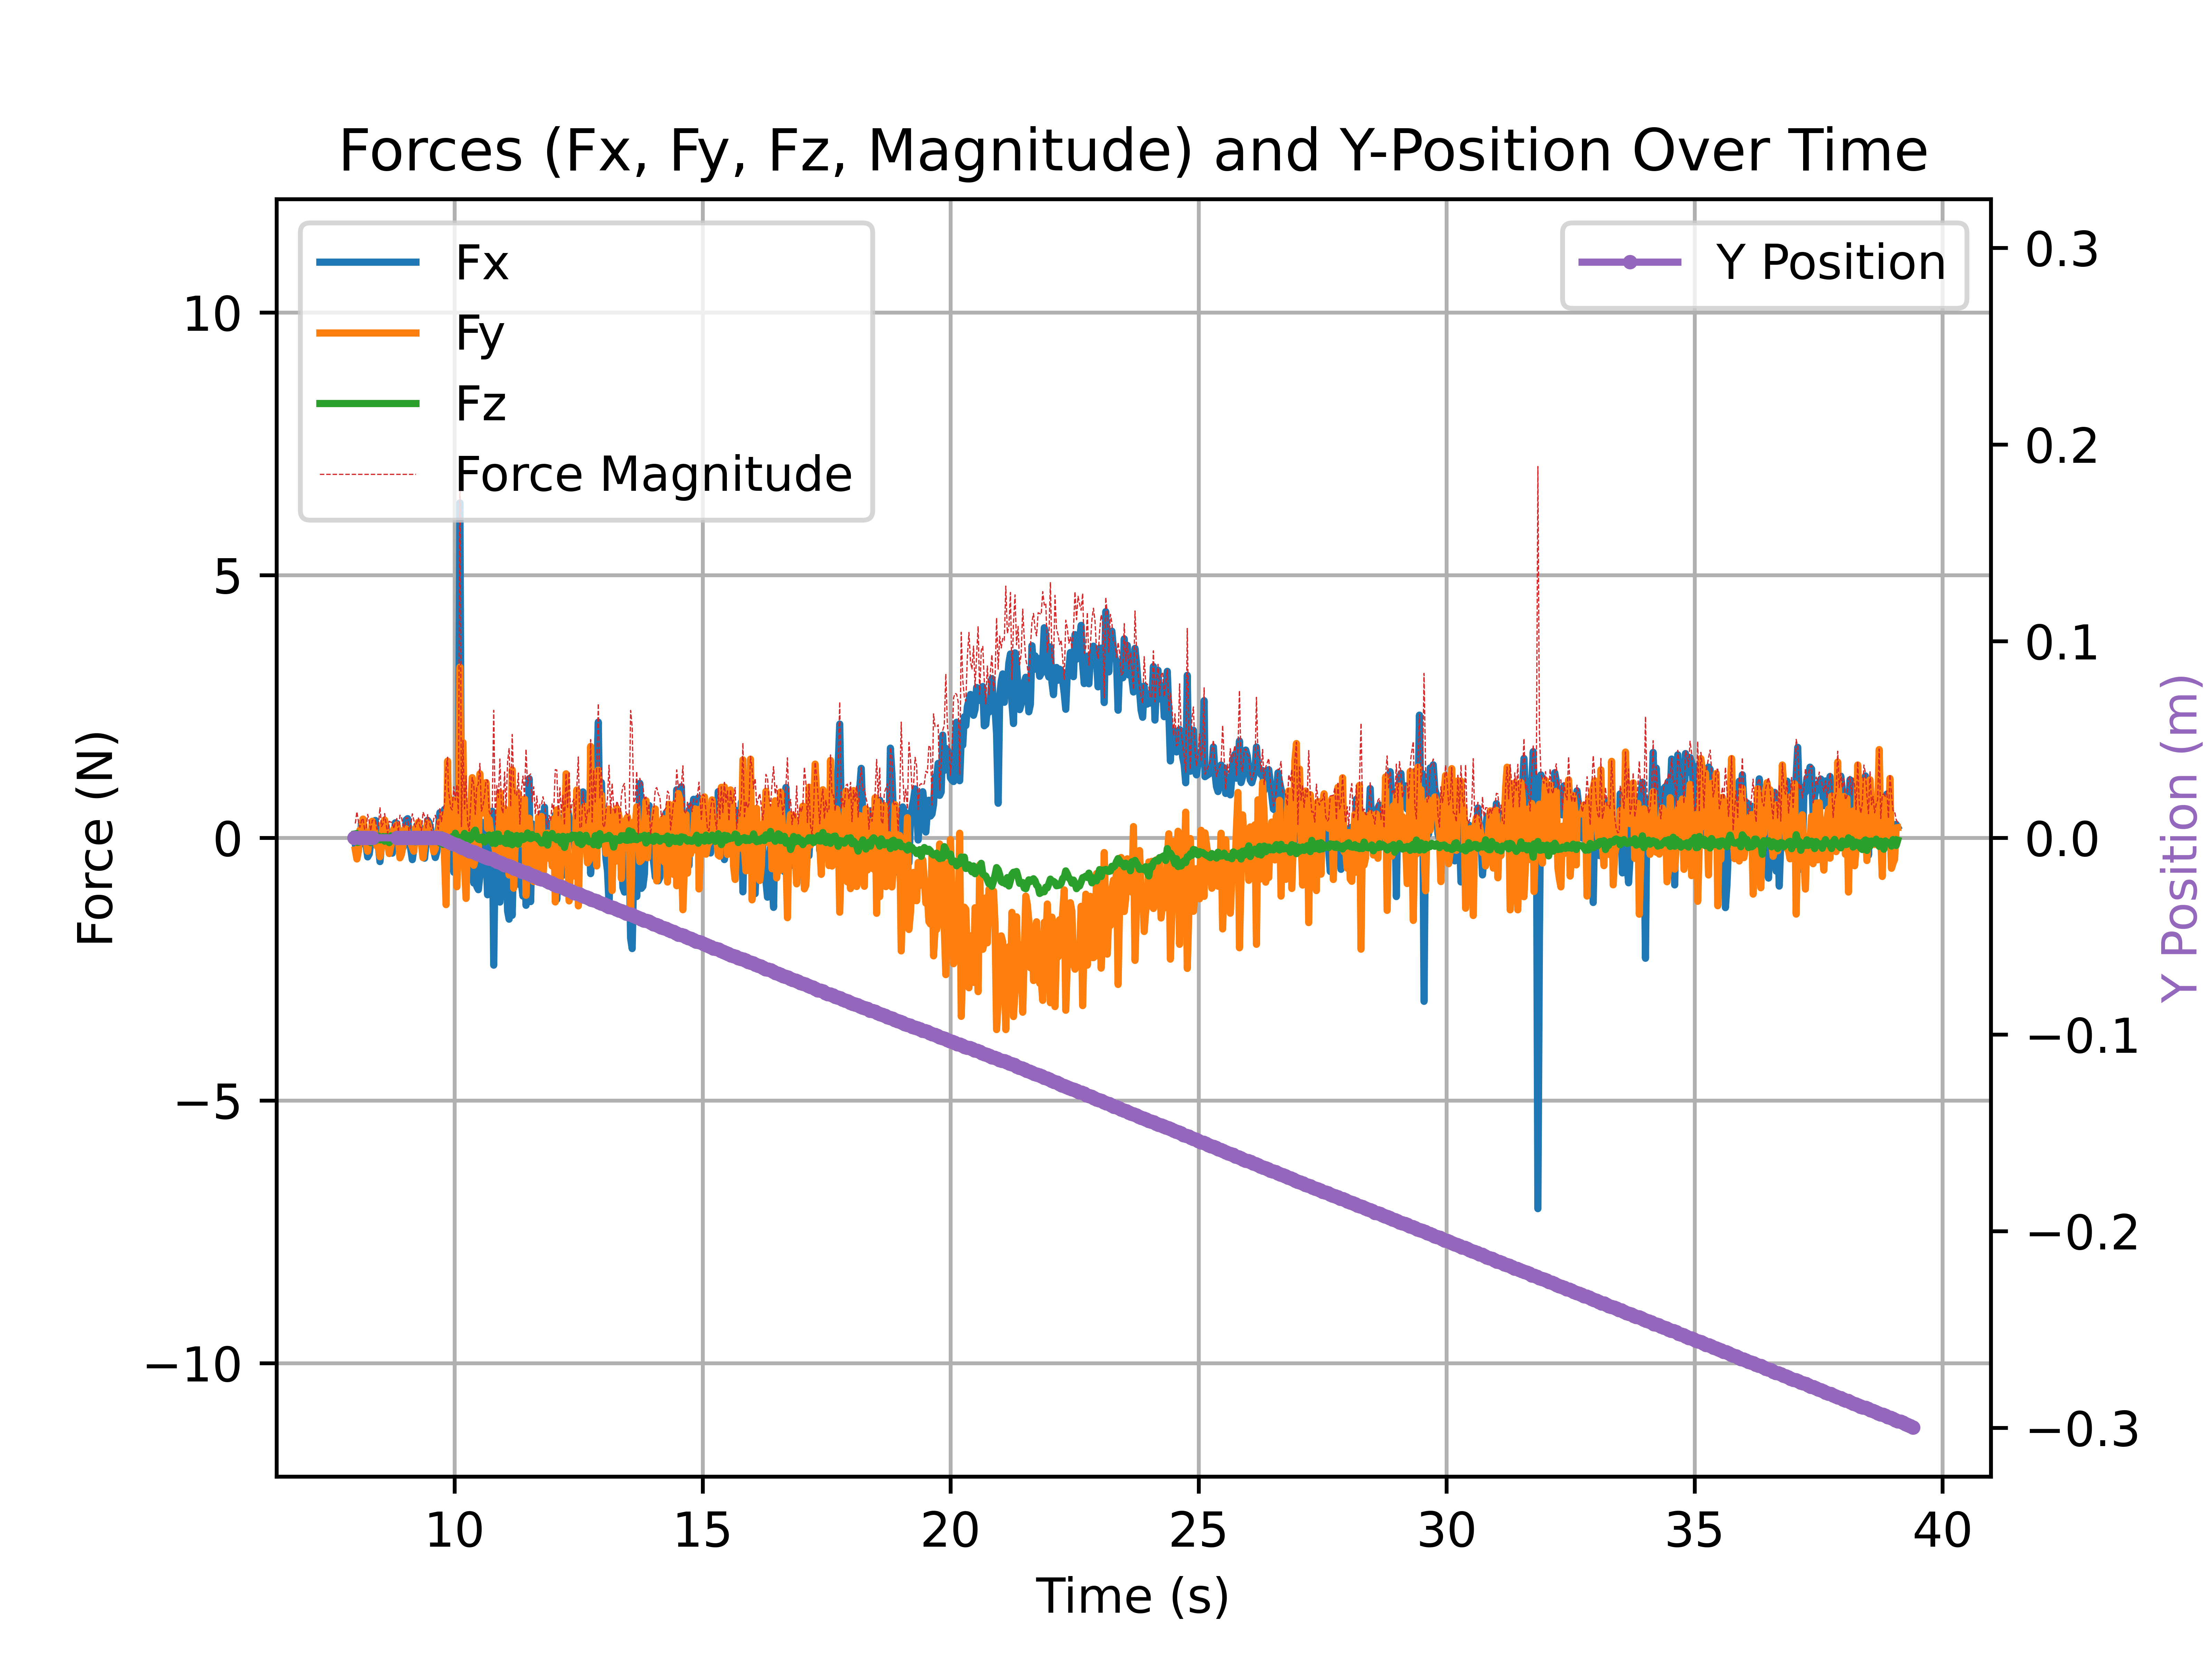 Forces (Fx, Fy, Fz, Magnitude) and Y-Position Over Time
Fx
Fy
Fz
Force Magnitude
Y Position
10
5
0
−5
−10
Force (N)
0.3
0.2
0.1
0.0
−0.1
−0.2
−0.3
Y Position (m)
10 15 20 25 30 35 40
Time (s)